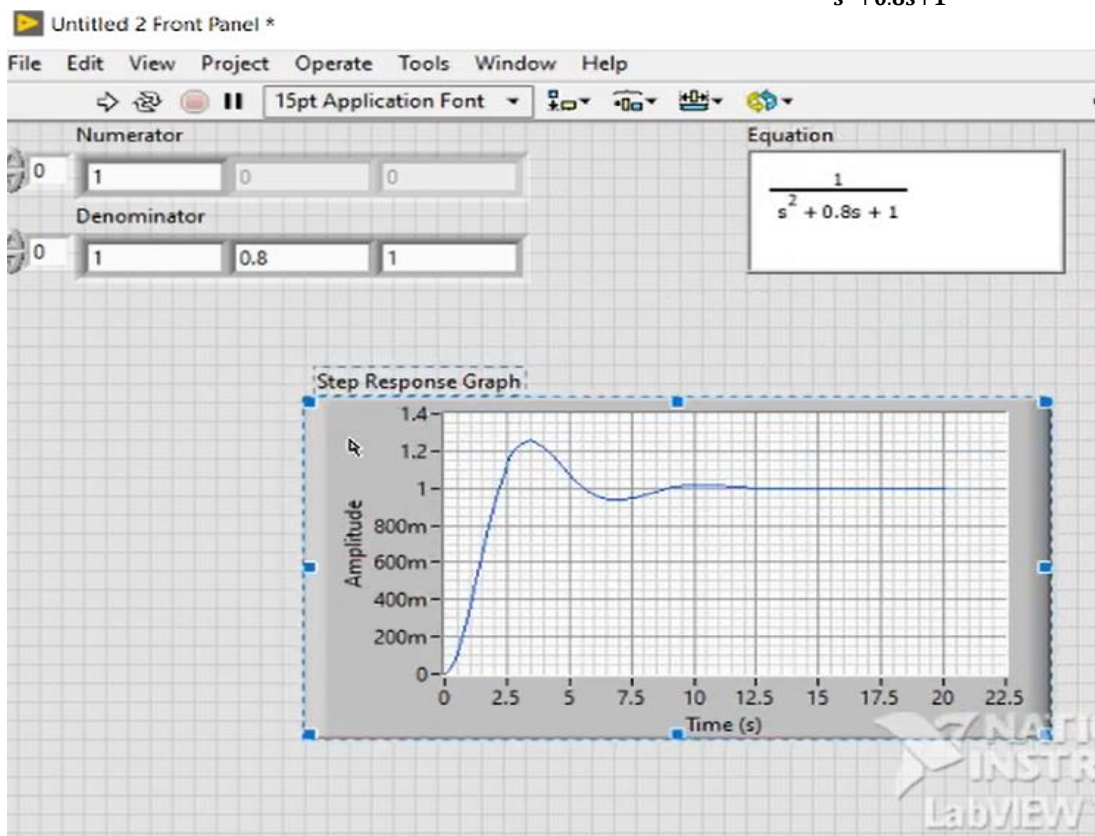 Untitled 2 Front Panel *
File Edit View Project Operate Tools Window Help
15pt Application Font
Numerator
0 1 0 0
Denominator
0 1 0.8 1
Equation
1
s² + 0.8s + 1
Step Response Graph
1.4
1.2
1
800m
600m
400m
200m
0
Amplitude
0 2.5 5 7.5 10 12.5 15 17.5 20 22.5
Time (s)
LabVIEW